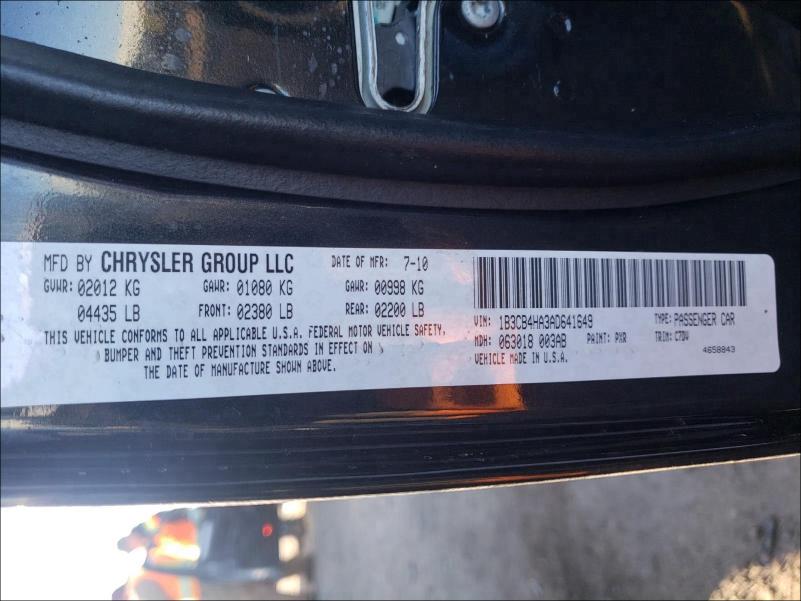 MFD BY CHRYSLER GROUP LLC DATE OF MFR: 7-10
GVWR: 02012 KG GAWR: 01080 KG GAWR: 00998 KG
04435 LB FRONT: 02380 LB REAR: 02200 LB
THIS VEHICLE CONFORMS TO ALL APPLICABLE U.S.A. FEDERAL MOTOR VEHICLE SAFETY,
BUMPER AND THEFT PREVENTION STANDARDS IN EFFECT ON
THE DATE OF MANUFACTURE SHOWN ABOVE.
VIN: 1B3CB4HA3AD641649 TYPE: PASSENGER CAR
MDH: 063018 003AB PAINT: PXR TRIM: C7DV
VEHICLE MADE IN U.S.A. 4658843